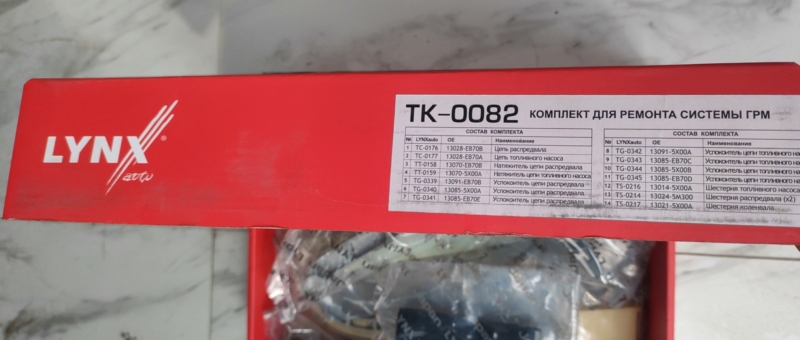 LYNX®
auto
TK-0082 КОМПЛЕКТ ДЛЯ РЕМОНТА СИСТЕМЫ ГРМ
СОСТАВ КОМПЛЕКТА
№ LYNXauto OE Наименование
1 TC-0176 13028-EB70B Цепь распредвала
2 TC-0177 13028-EB70A Цепь топливного насоса
3 TT-0158 13070-EB70B Натяжитель цепи распредвала
4 TT-0159 13070-5X00A Натяжитель цепи топливного насоса
5 TG-0339 13091-EB70B Успокоитель цепи распредвала
6 TG-0340 13085-5X00A Успокоитель цепи распредвала
7 TG-0341 13085-EB70E Успокоитель цепи распредвала
СОСТАВ КОМПЛЕКТА
№ LYNXauto OE Наименование
8 TG-0342 13091-5X00A Успокоитель цепи топливного на
9 TG-0343 13085-EB70C Успокоитель цепи топливного на
10 TG-0344 13085-5X00B Успокоитель цепи топливного на
11 TG-0345 13085-EB70D Успокоитель цепи топливного на
12 TS-0216 13014-5X00A Шестерня топливного насоса
13 TS-0214 13024-5M300 Шестерня распредвала (x2)
14 TS-0217 13021-5X00A Шестерня коленвала
LYNX